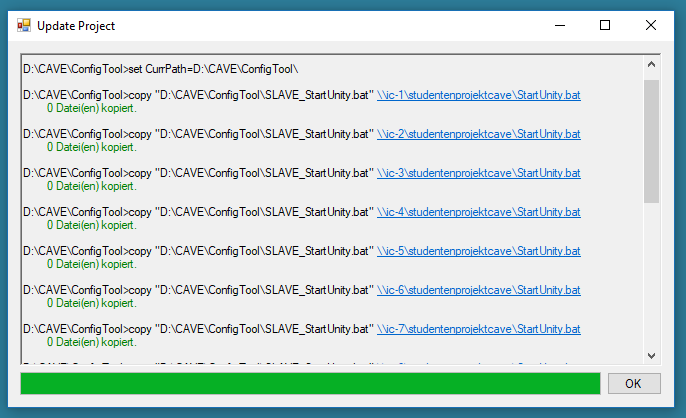 Update Project
D:\CAVE\ConfigTool>set CurrPath=D:\CAVE\ConfigTool\
D:\CAVE\ConfigTool>copy "D:\CAVE\ConfigTool\SLAVE_StartUnity.bat" \\ic-1\studentenprojektcave\StartUnity.bat
0 Datei(en) kopiert.
D:\CAVE\ConfigTool>copy "D:\CAVE\ConfigTool\SLAVE_StartUnity.bat" \\ic-2\studentenprojektcave\StartUnity.bat
0 Datei(en) kopiert.
D:\CAVE\ConfigTool>copy "D:\CAVE\ConfigTool\SLAVE_StartUnity.bat" \\ic-3\studentenprojektcave\StartUnity.bat
0 Datei(en) kopiert.
D:\CAVE\ConfigTool>copy "D:\CAVE\ConfigTool\SLAVE_StartUnity.bat" \\ic-4\studentenprojektcave\StartUnity.bat
0 Datei(en) kopiert.
D:\CAVE\ConfigTool>copy "D:\CAVE\ConfigTool\SLAVE_StartUnity.bat" \\ic-5\studentenprojektcave\StartUnity.bat
0 Datei(en) kopiert.
D:\CAVE\ConfigTool>copy "D:\CAVE\ConfigTool\SLAVE_StartUnity.bat" \\ic-6\studentenprojektcave\StartUnity.bat
0 Datei(en) kopiert.
D:\CAVE\ConfigTool>copy "D:\CAVE\ConfigTool\SLAVE_StartUnity.bat" \\ic-7\studentenprojektcave\StartUnity.bat
0 Datei(en) kopiert.
OK